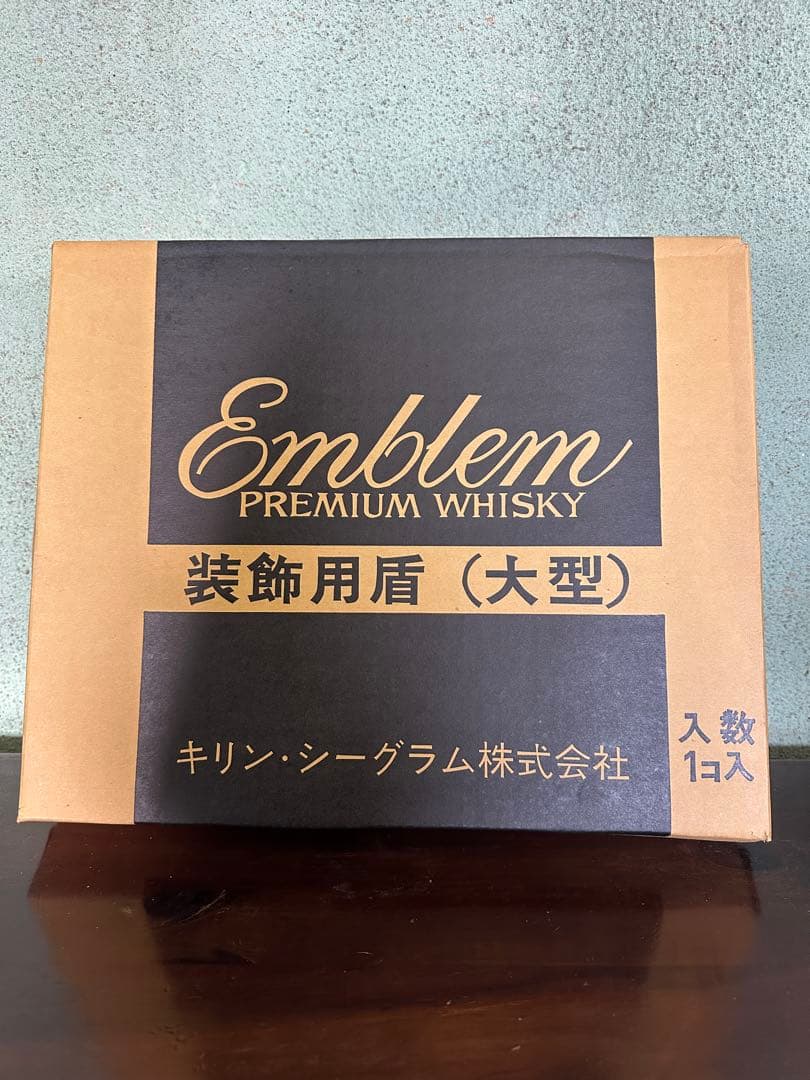 Emblem
PREMIUM WHISKY
装飾用盾（大型）
キリン・シーグラム株式会社
入数
1コ入